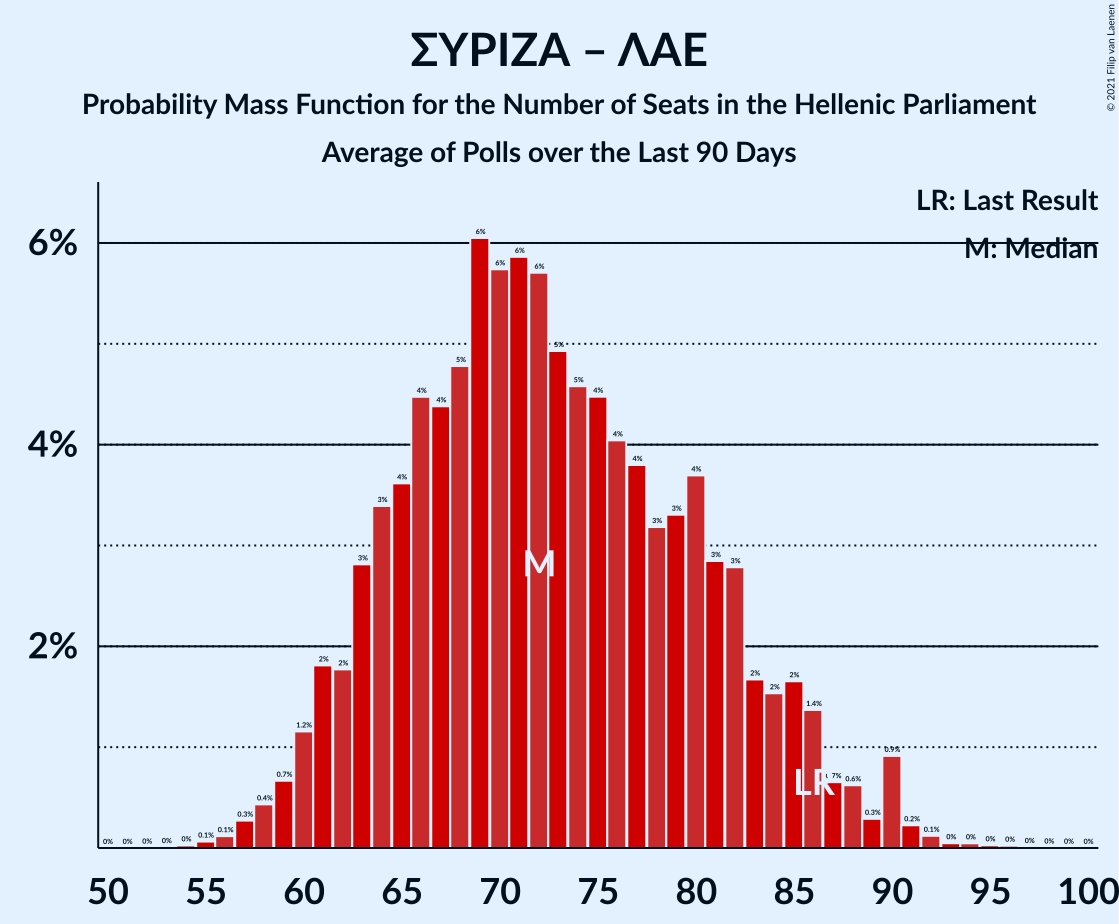 ΣΥΡΙΖΑ – ΛΑΕ
Probability Mass Function for the Number of Seats in the Hellenic Parliament
Average of Polls over the Last 90 Days
© 2021 Filip van Laenen
LR: Last Result
M: Median
6%
4%
2%
0% 0% 0% 0% 0% 0.1% 0.1% 0.3% 0.4% 0.7% 1.2% 2% 2% 3% 3% 4% 4% 4% 5% 6% 6% 6% 6% 5% 5% 4% 4% 4% 3% 3% 4% 3% 3% 2% 2% 2% 1.4% 7% 0.6% 0.3% 0.9% 0.2% 0.1% 0% 0% 0% 0% 0% 0% 0% 0%
M
LR
50 55 60 65 70 75 80 85 90 95 100